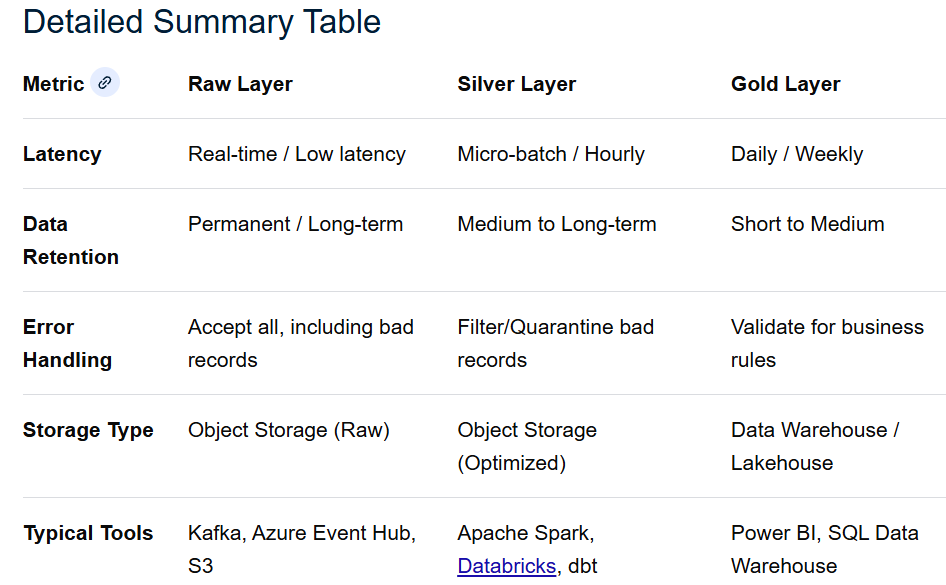 Detailed Summary Table
Metric Raw Layer Silver Layer Gold Layer
Latency Real-time / Low latency Micro-batch / Hourly Daily / Weekly
Data Permanent / Long-term Medium to Long-term Short to Medium
Retention
Error Accept all, including bad Filter/Quarantine bad Validate for business
Handling records records rules
Storage Type Object Storage (Raw) Object Storage Data Warehouse /
(Optimized) Lakehouse
Typical Tools Kafka, Azure Event Hub, Apache Spark, Power BI, SQL Data
S3 Databricks, dbt Warehouse